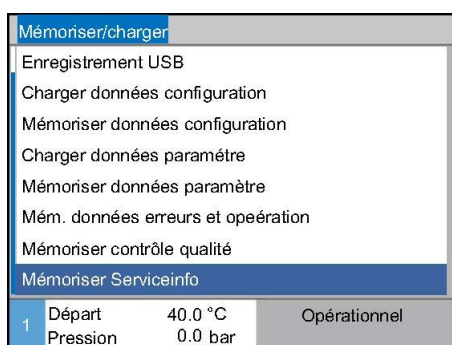 Mémoriser/charger
Enregistrement USB
Charger données configuration
Mémoriser données configuration
Charger données paramétre
Mémoriser données paramètre
Mém. données erreurs et opeération
Mémoriser contrôle qualité
Mémoriser Serviceinfo
1 Départ 40.0 °C Opérationnel
Pression 0.0 bar